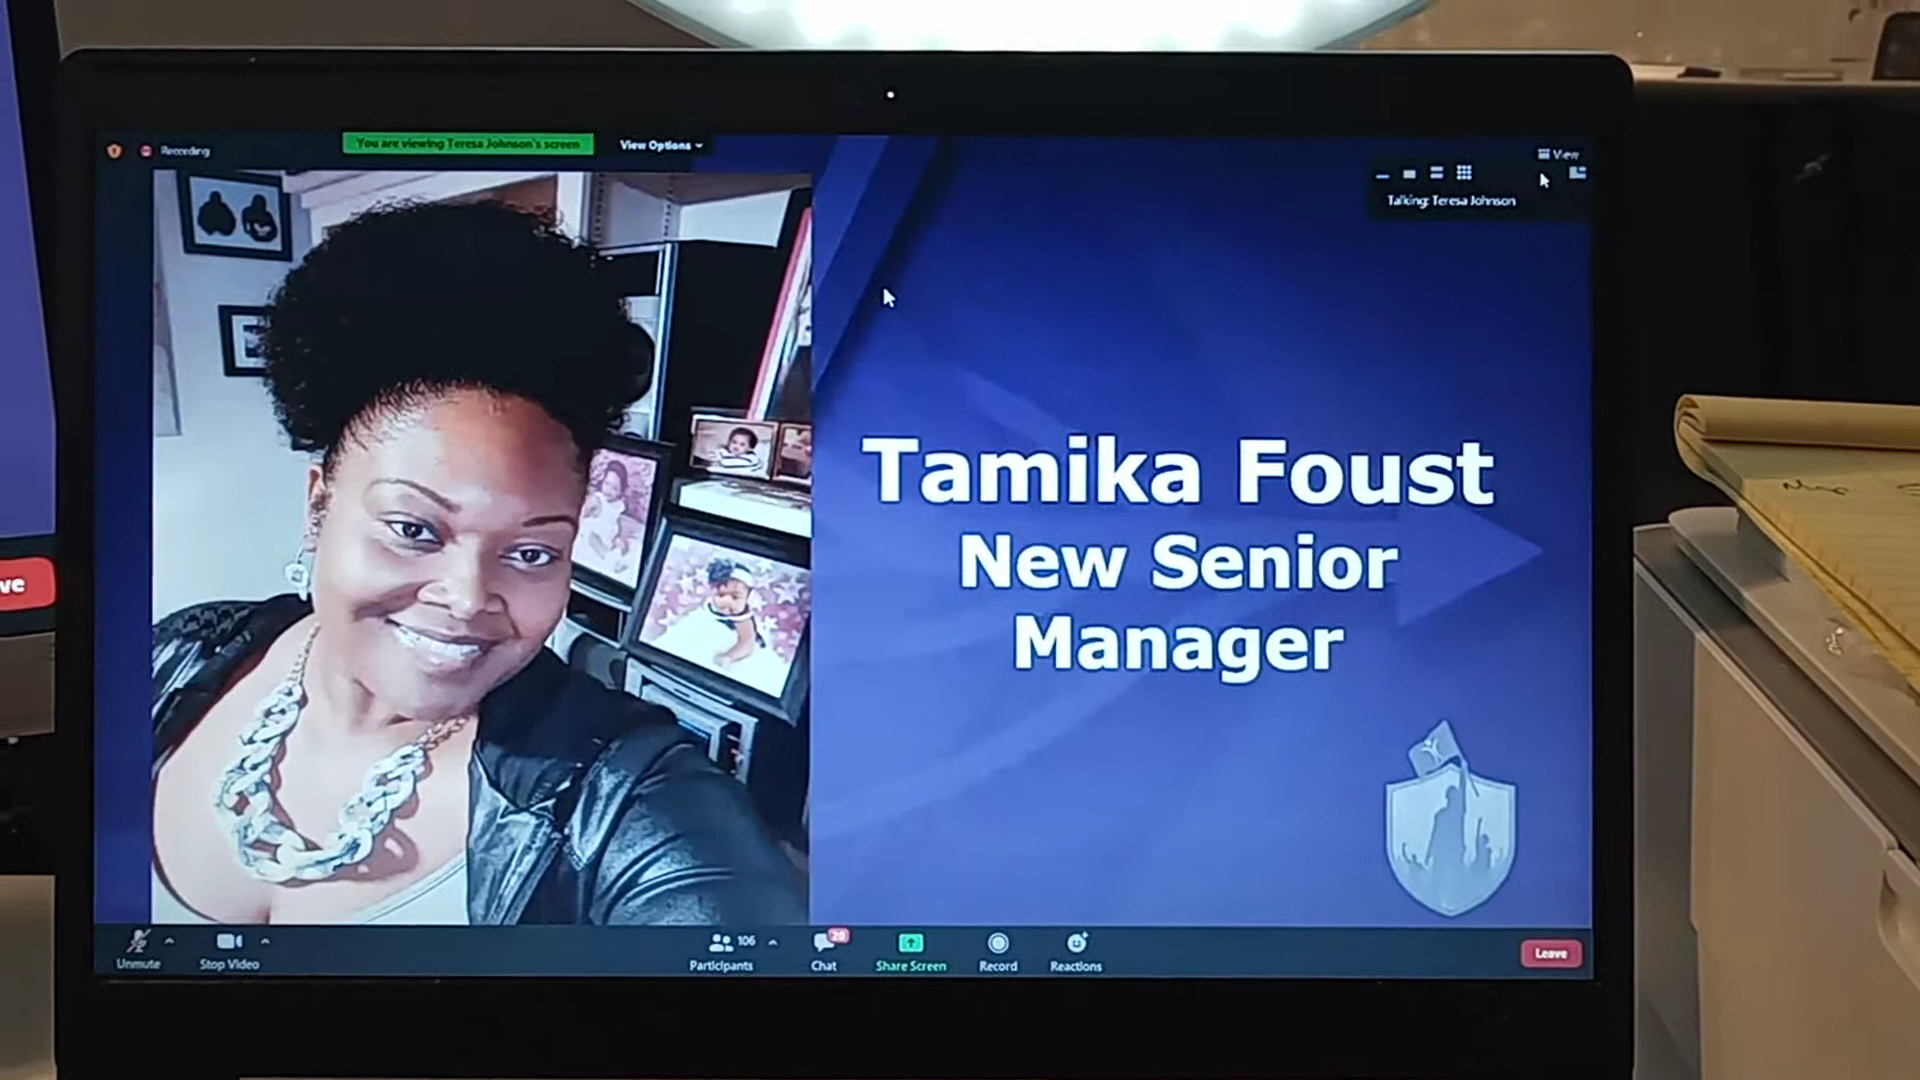 Recording
You are viewing Teresa Johnson's screen
View Options
View
Talking: Teresa Johnson
Tamika Foust
New Senior
Manager
ve
Unmute
Stop Video
106
Participants
20
Chat
Share Screen
Record
Reactions
Leave